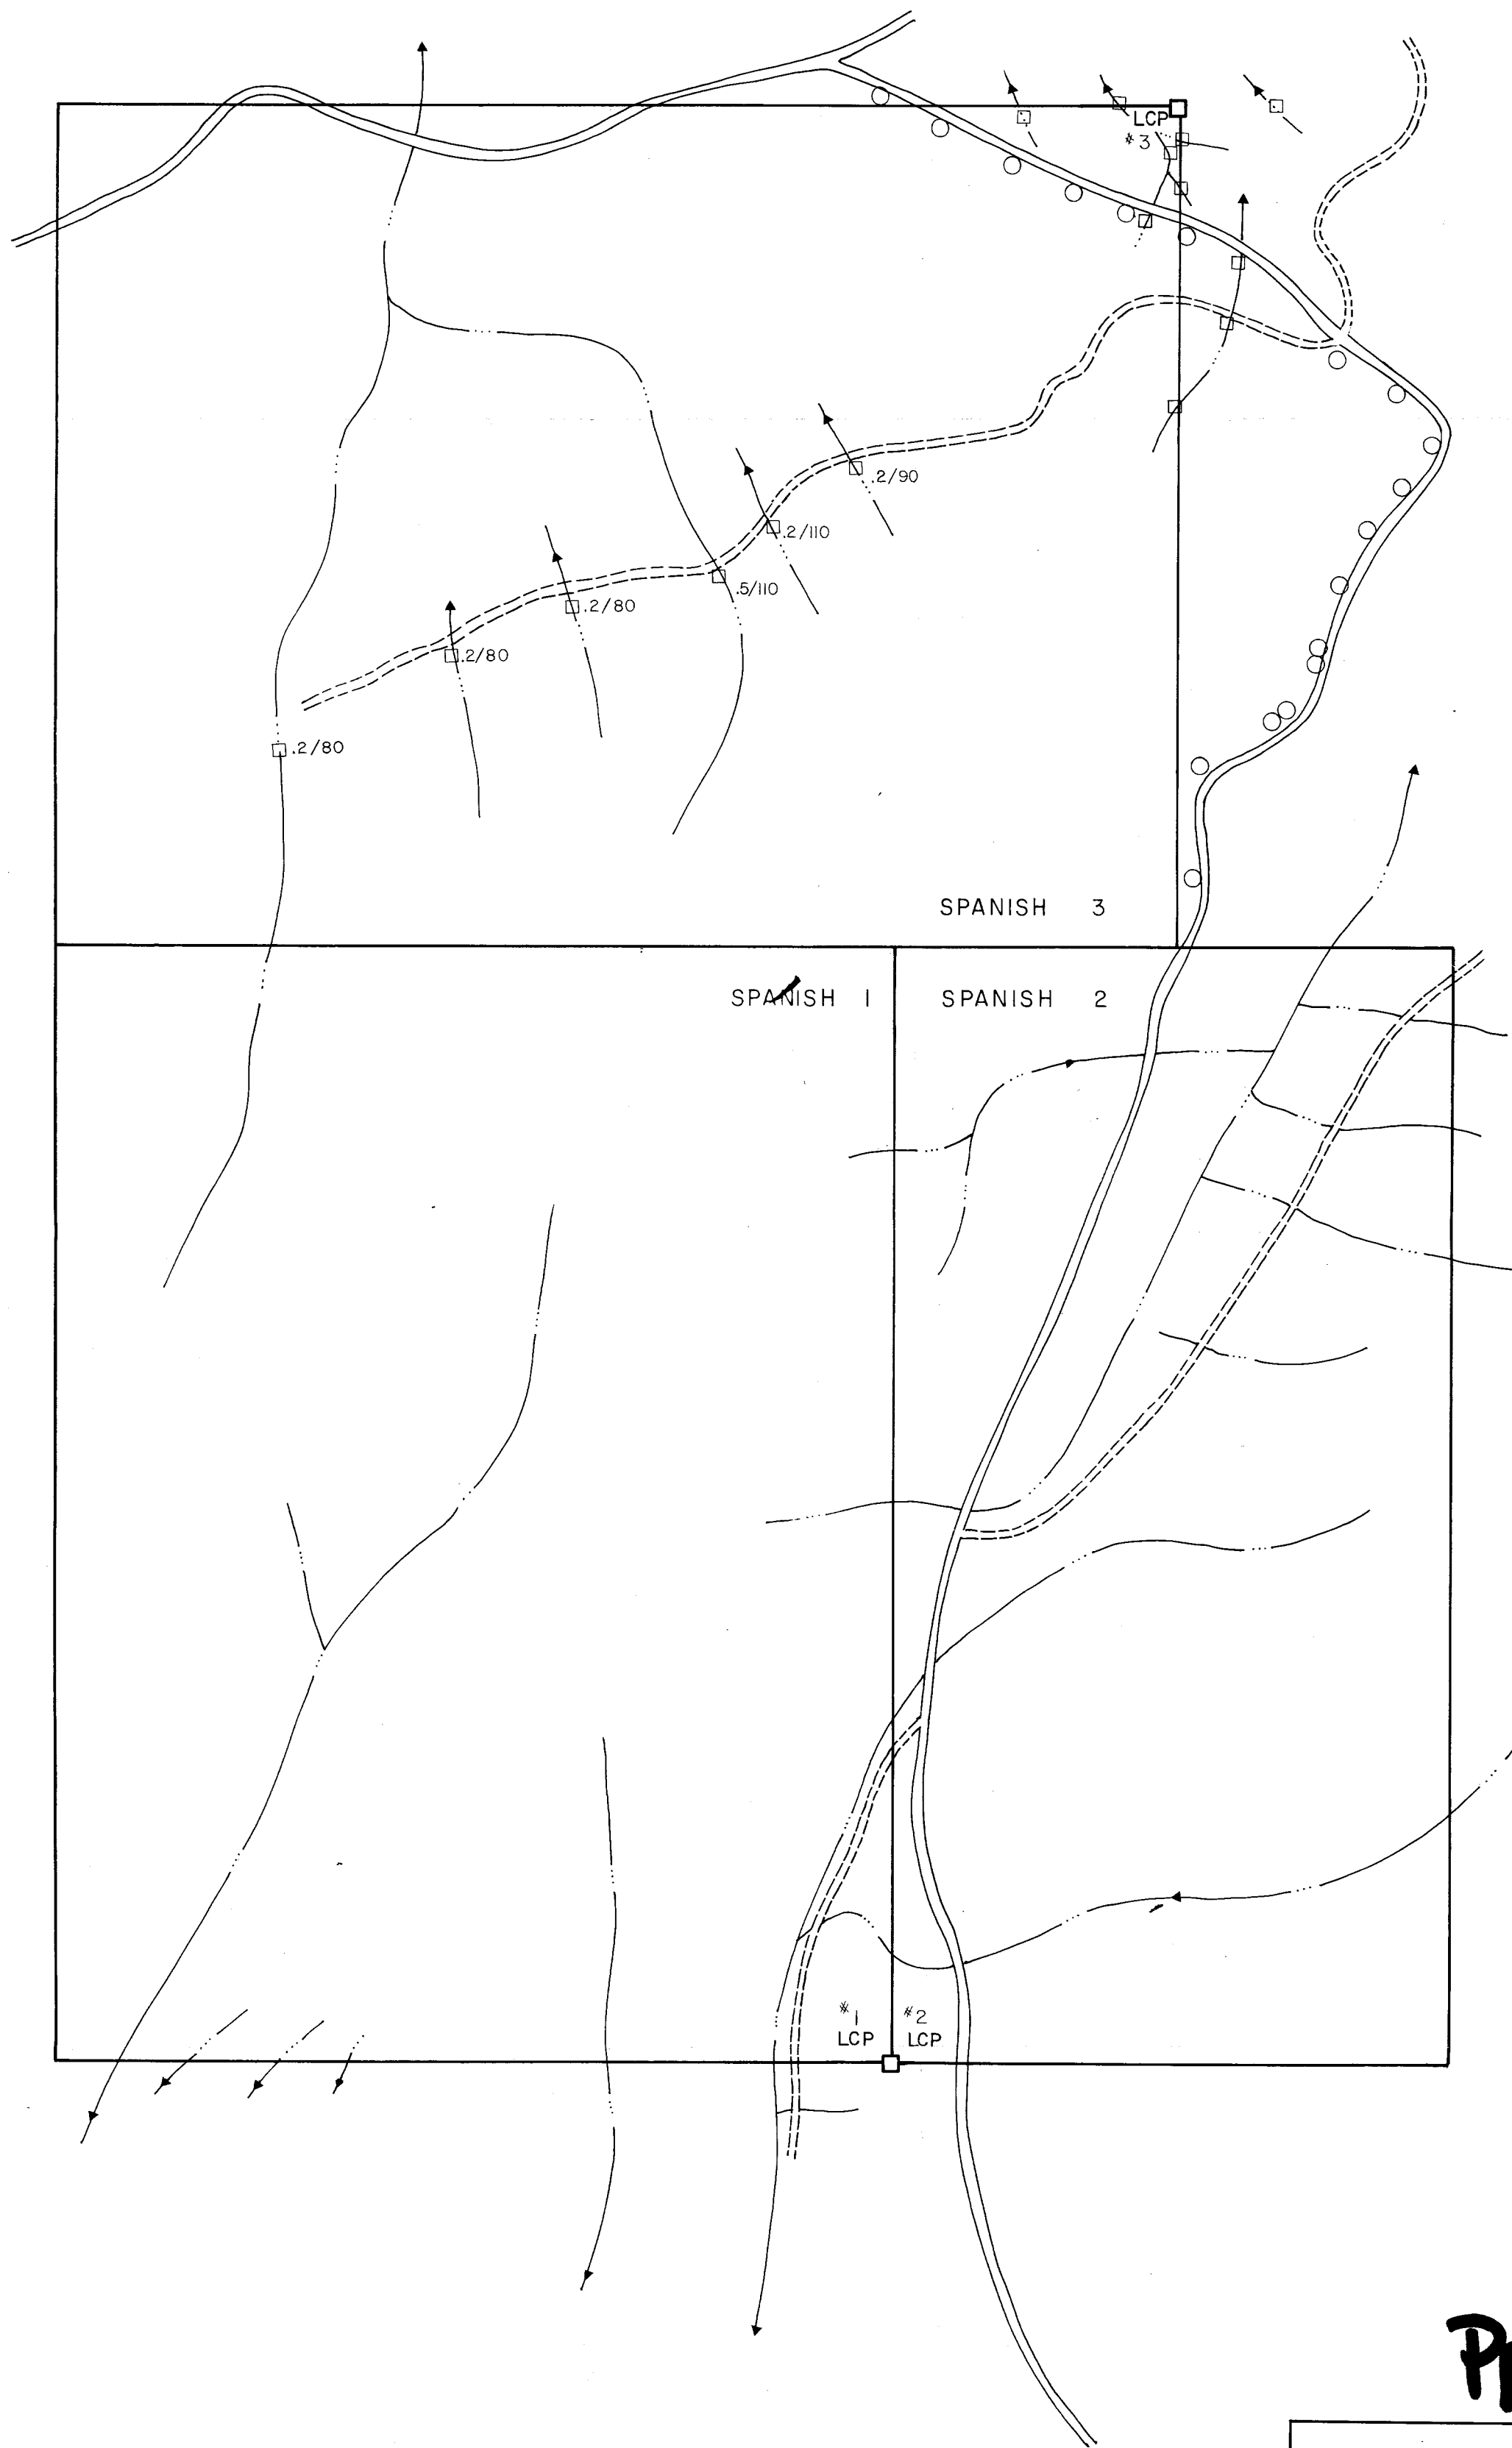 LCP
#3
.2/90
.2/110
.5/110
.2/80
.2/80
.2/80
SPANISH 3
SPANISH 1
SPANISH 2
#1
LCP
#2
LCP